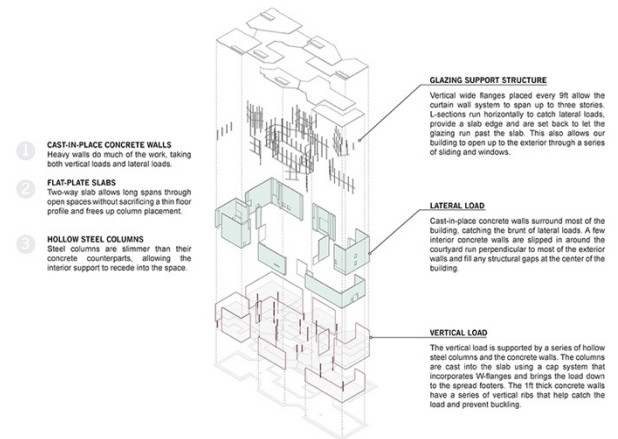 1
CAST-IN-PLACE CONCRETE WALLS
Heavy walls do much of the work, taking
both vertical loads and lateral loads.
2
FLAT-PLATE SLABS
Two-way slab allows long spans through
open spaces without sacrificing a thin floor
profile and frees up column placement.
3
HOLLOW STEEL COLUMNS
Steel columns are slimmer than their
concrete counterparts, allowing the
interior support to recede into the space.
GLAZING SUPPORT STRUCTURE
Vertical wide flanges placed every 9ft allow the
curtain wall system to span up to three stories.
L-sections run horizontally to catch lateral loads,
provide a slab edge and are set back to let the
glazing run past the slab. This also allows our
building to open up to the exterior through a series
of sliding and windows.
LATERAL LOAD
Cast-in-place concrete walls surround most of the
building, catching the brunt of lateral loads. A few
interior concrete walls are slipped in around the
courtyard run perpendicular to most of the exterior
walls and fill any structural gaps at the center of the
building.
VERTICAL LOAD
The vertical load is supported by a series of hollow
steel columns and the concrete walls. The columns
are cast into the slab using a cap system that
incorporates W-flanges and brings the load down
to the spread footers. The 1ft thick concrete walls
have a series of vertical ribs that help catch the
load and prevent buckling.